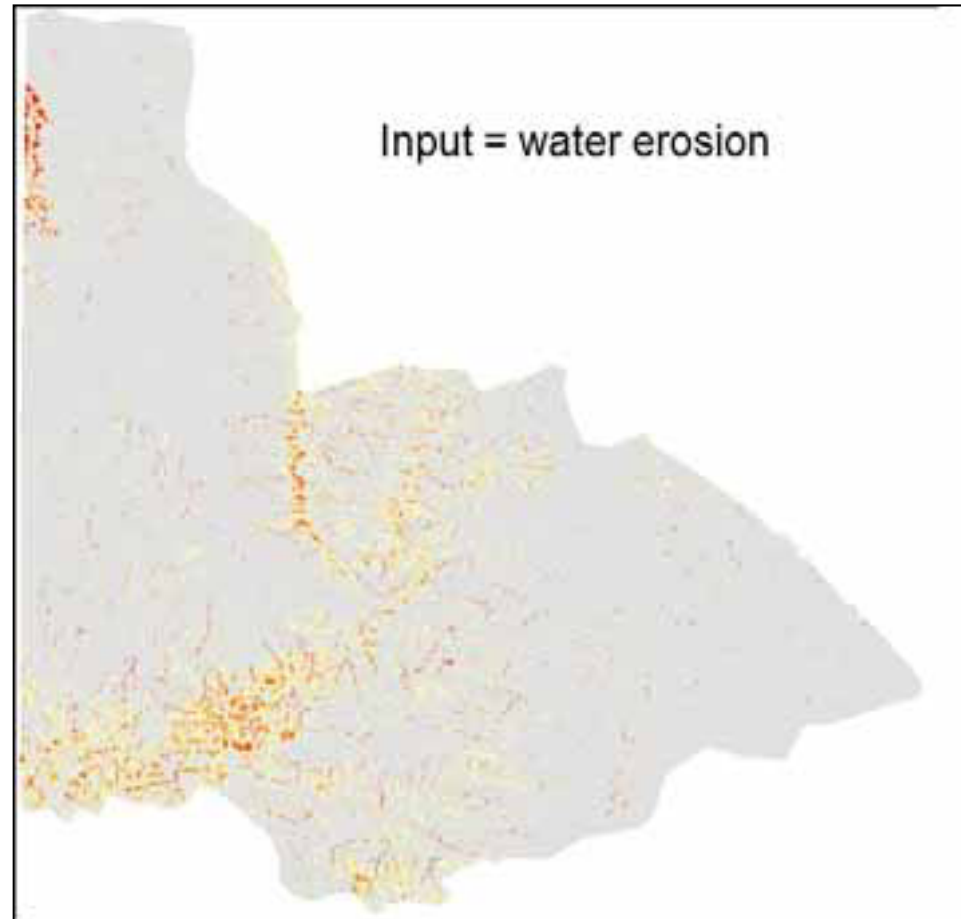 Input = water erosion